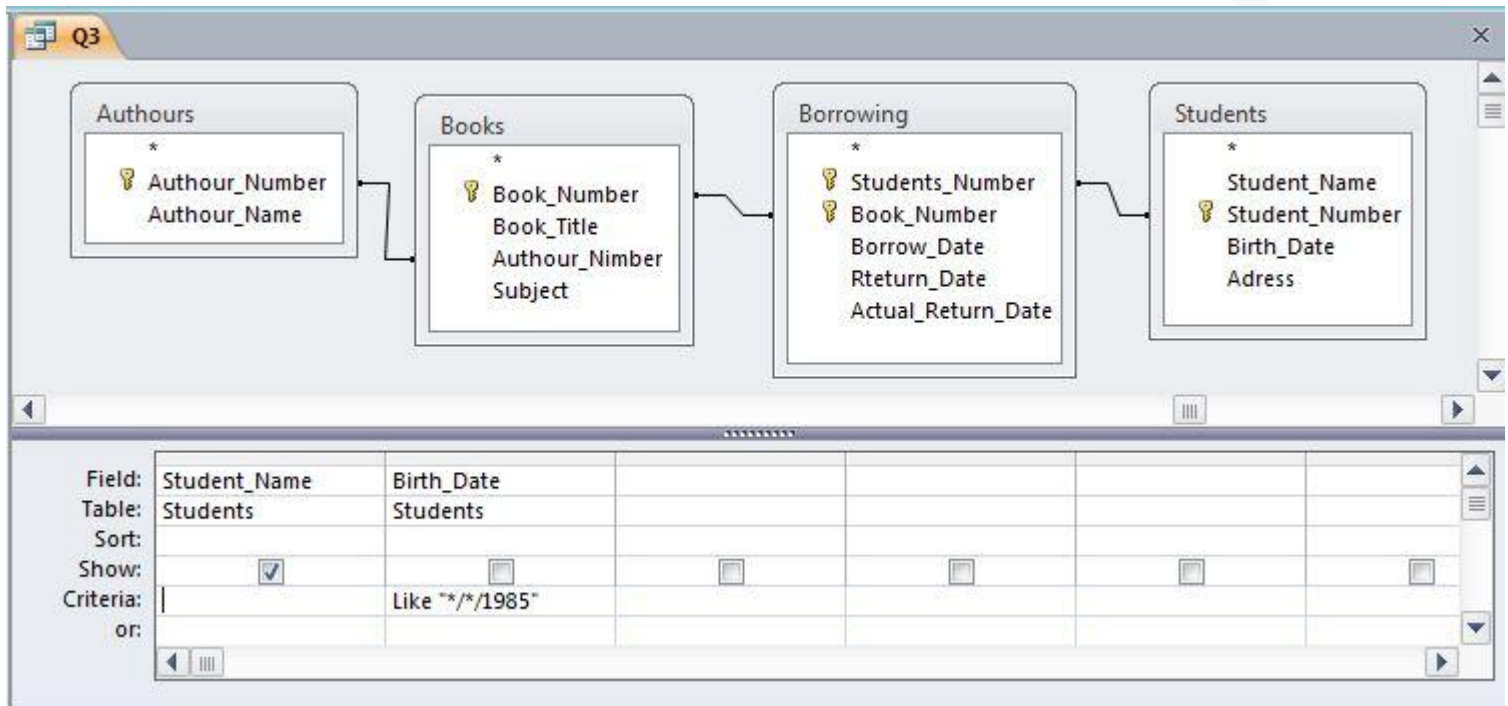 Q3
Authours
*
Authour_Number
Authour_Name
Books
*
Book_Number
Book_Title
Authour_Nimber
Subject
Borrowing
*
Students_Number
Book_Number
Borrow_Date
Rteturn_Date
Actual_Return_Date
Students
*
Student_Name
Student_Number
Birth_Date
Adress
Field: Student_Name Birth_Date
Table: Students Students
Sort:
Show:
Criteria: Like "*/*/1985"
or: